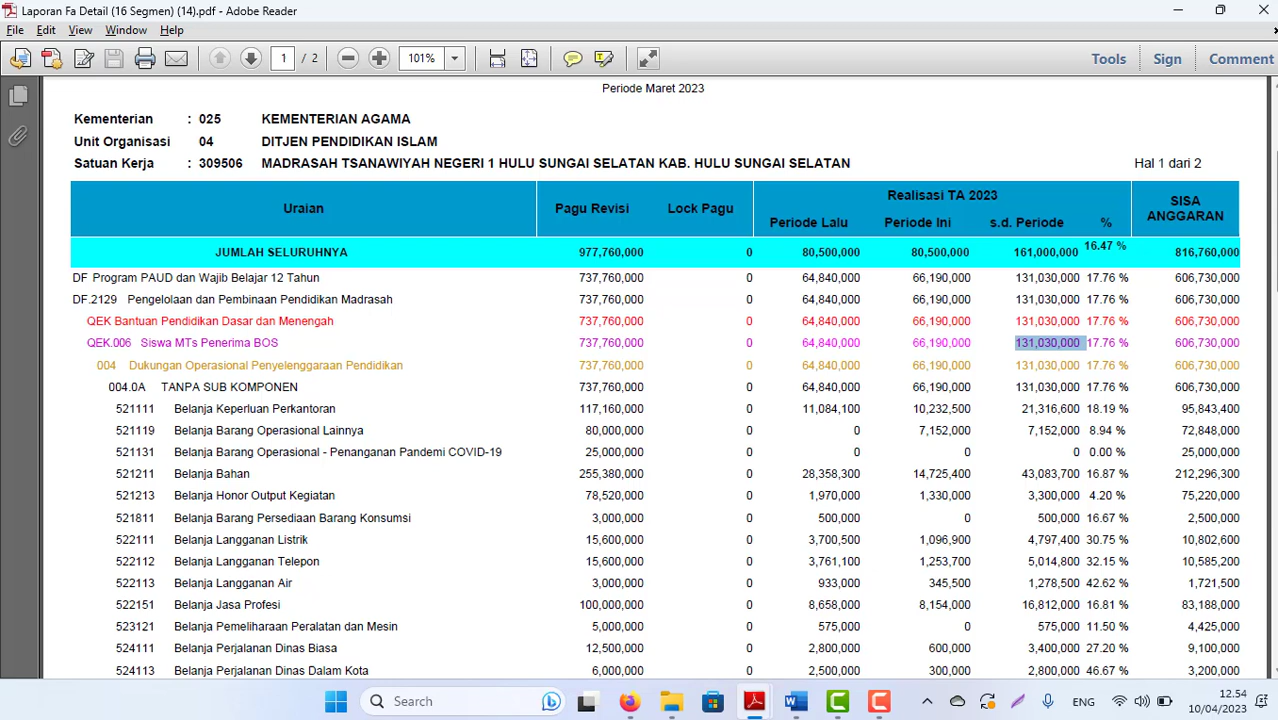 Laporan Fa Detail (16 Segmen) (14).pdf - Adobe Reader
File Edit View Window Help
1 / 2 101% Tools Sign Comment
Periode Maret 2023
Kementerian : 025 KEMENTERIAN AGAMA
Unit Organisasi 04 DITJEN PENDIDIKAN ISLAM
Satuan Kerja : 309506 MADRASAH TSANAWIYAH NEGERI 1 HULU SUNGAI SELATAN KAB. HULU SUNGAI SELATAN Hal 1 dari 2
Uraian Pagu Revisi Lock Pagu Realisasi TA 2023 SISA ANGGARAN
Periode Lalu Periode Ini s.d. Periode %
JUMLAH SELURUHNYA 977,760,000 0 80,500,000 80,500,000 161,000,000 16.47 % 816,760,000
DF Program PAUD dan Wajib Belajar 12 Tahun 737,760,000 0 64,840,000 66,190,000 131,030,000 17.76 % 606,730,000
DF.2129 Pengelolaan dan Pembinaan Pendidikan Madrasah 737,760,000 0 64,840,000 66,190,000 131,030,000 17.76 % 606,730,000
QEK Bantuan Pendidikan Dasar dan Menengah 737,760,000 0 64,840,000 66,190,000 131,030,000 17.76 % 606,730,000
QEK.006 Siswa MTs Penerima BOS 737,760,000 0 64,840,000 66,190,000 131,030,000 17.76 % 606,730,000
004 Dukungan Operasional Penyelenggaraan Pendidikan 737,760,000 0 64,840,000 66,190,000 131,030,000 17.76 % 606,730,000
004.0A TANPA SUB KOMPONEN 737,760,000 0 64,840,000 66,190,000 131,030,000 17.76 % 606,730,000
521111 Belanja Keperluan Perkantoran 117,160,000 0 11,084,100 10,232,500 21,316,600 18.19 % 95,843,400
521119 Belanja Barang Operasional Lainnya 80,000,000 0 0 7,152,000 7,152,000 8.94 % 72,848,000
521131 Belanja Barang Operasional - Penanganan Pandemi COVID-19 25,000,000 0 0 0 0 0.00 % 25,000,000
521211 Belanja Bahan 255,380,000 0 28,358,300 14,725,400 43,083,700 16.87 % 212,296,300
521213 Belanja Honor Output Kegiatan 78,520,000 0 1,970,000 1,330,000 3,300,000 4.20 % 75,220,000
521811 Belanja Barang Persediaan Barang Konsumsi 3,000,000 0 500,000 0 500,000 16.67 % 2,500,000
522111 Belanja Langganan Listrik 15,600,000 0 3,700,500 1,096,900 4,797,400 30.75 % 10,802,600
522112 Belanja Langganan Telepon 15,600,000 0 3,761,100 1,253,700 5,014,800 32.15 % 10,585,200
522113 Belanja Langganan Air 3,000,000 0 933,000 345,500 1,278,500 42.62 % 1,721,500
522151 Belanja Jasa Profesi 100,000,000 0 8,658,000 8,154,000 16,812,000 16.81 % 83,188,000
523121 Belanja Pemeliharaan Peralatan dan Mesin 5,000,000 0 575,000 0 575,000 11.50 % 4,425,000
524111 Belanja Perjalanan Dinas Biasa 12,500,000 0 2,800,000 600,000 3,400,000 27.20 % 9,100,000
524113 Belanja Perjalanan Dinas Dalam Kota 6,000,000 0 2,500,000 300,000 2,800,000 46.67 % 3,200,000
Search ENG 12.54
10/04/2023